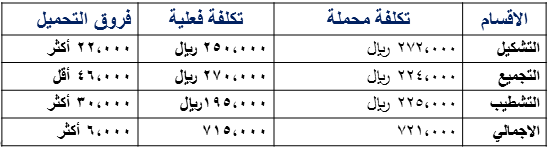 الاقسام تكلفة محملة تكلفة فعلية فروق التحميل
التشكيل ٢٧٢،٠٠٠ ريال ٢٥٠،٠٠٠ ريال ٢٢،٠٠٠ أكثر
التجميع ٢٢٤،٠٠٠ ريال ٢٧٠،٠٠٠ ريال ٤٦،٠٠٠ أقل
التشطيب ٢٢٥،٠٠٠ ريال ١٩٥،٠٠٠ريال ٣٠،٠٠٠ أكثر
الاجمالي ٧٢١،٠٠٠ ٧١٥،٠٠٠ ٦،٠٠٠ أكثر